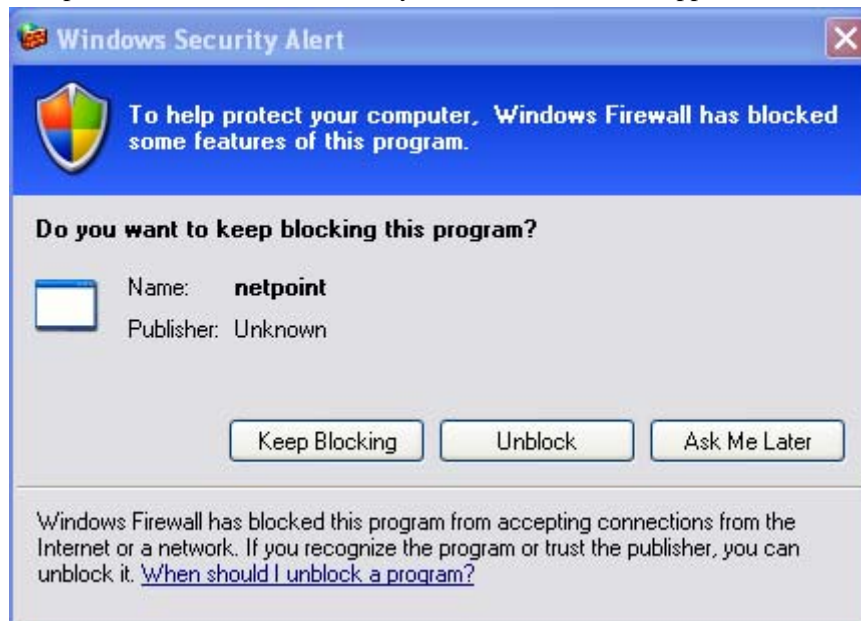 Windows Security Alert
To help protect your computer, Windows Firewall has blocked
some features of this program.
Do you want to keep blocking this program?
Name: netpoint
Publisher: Unknown
Keep Blocking Unblock Ask Me Later
Windows Firewall has blocked this program from accepting connections from the
Internet or a network. If you recognize the program or trust the publisher, you can
unblock it. When should I unblock a program?